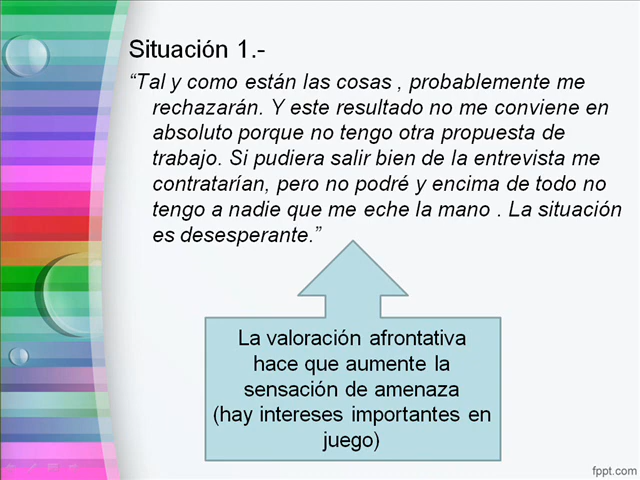 Situación 1.-
“Tal y como están las cosas , probablemente me
rechazarán. Y este resultado no me conviene en
absoluto porque no tengo otra propuesta de
trabajo. Si pudiera salir bien de la entrevista me
contratarían, pero no podré y encima de todo no
tengo a nadie que me eche la mano . La situación
es desesperante.”
La valoración afrontativa
hace que aumente la
sensación de amenaza
(hay intereses importantes en
juego)
fppt.com